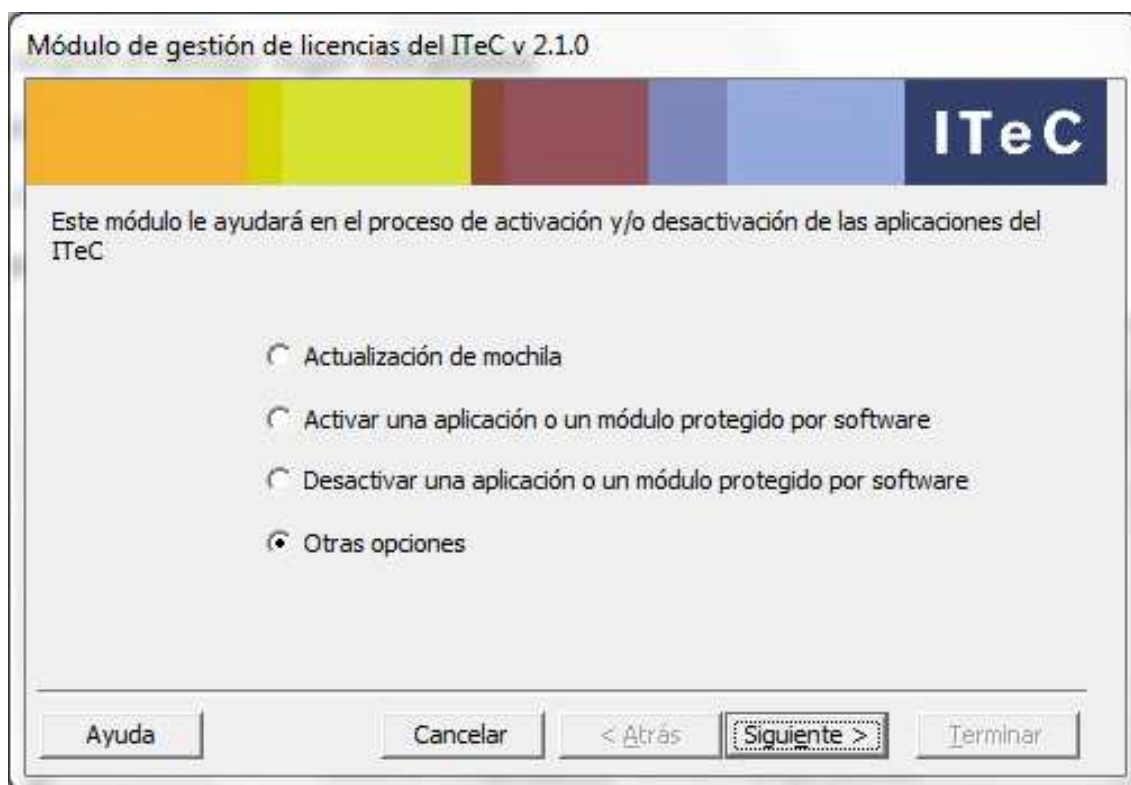 Módulo de gestión de licencias del ITeC v 2.1.0
ITeC
Este módulo le ayudará en el proceso de activación y/o desactivación de las aplicaciones del
ITeC
Actualización de mochila
Activar una aplicación o un módulo protegido por software
Desactivar una aplicación o un módulo protegido por software
Otras opciones
Ayuda
Cancelar
< Atrás
Siguiente >
Terminar